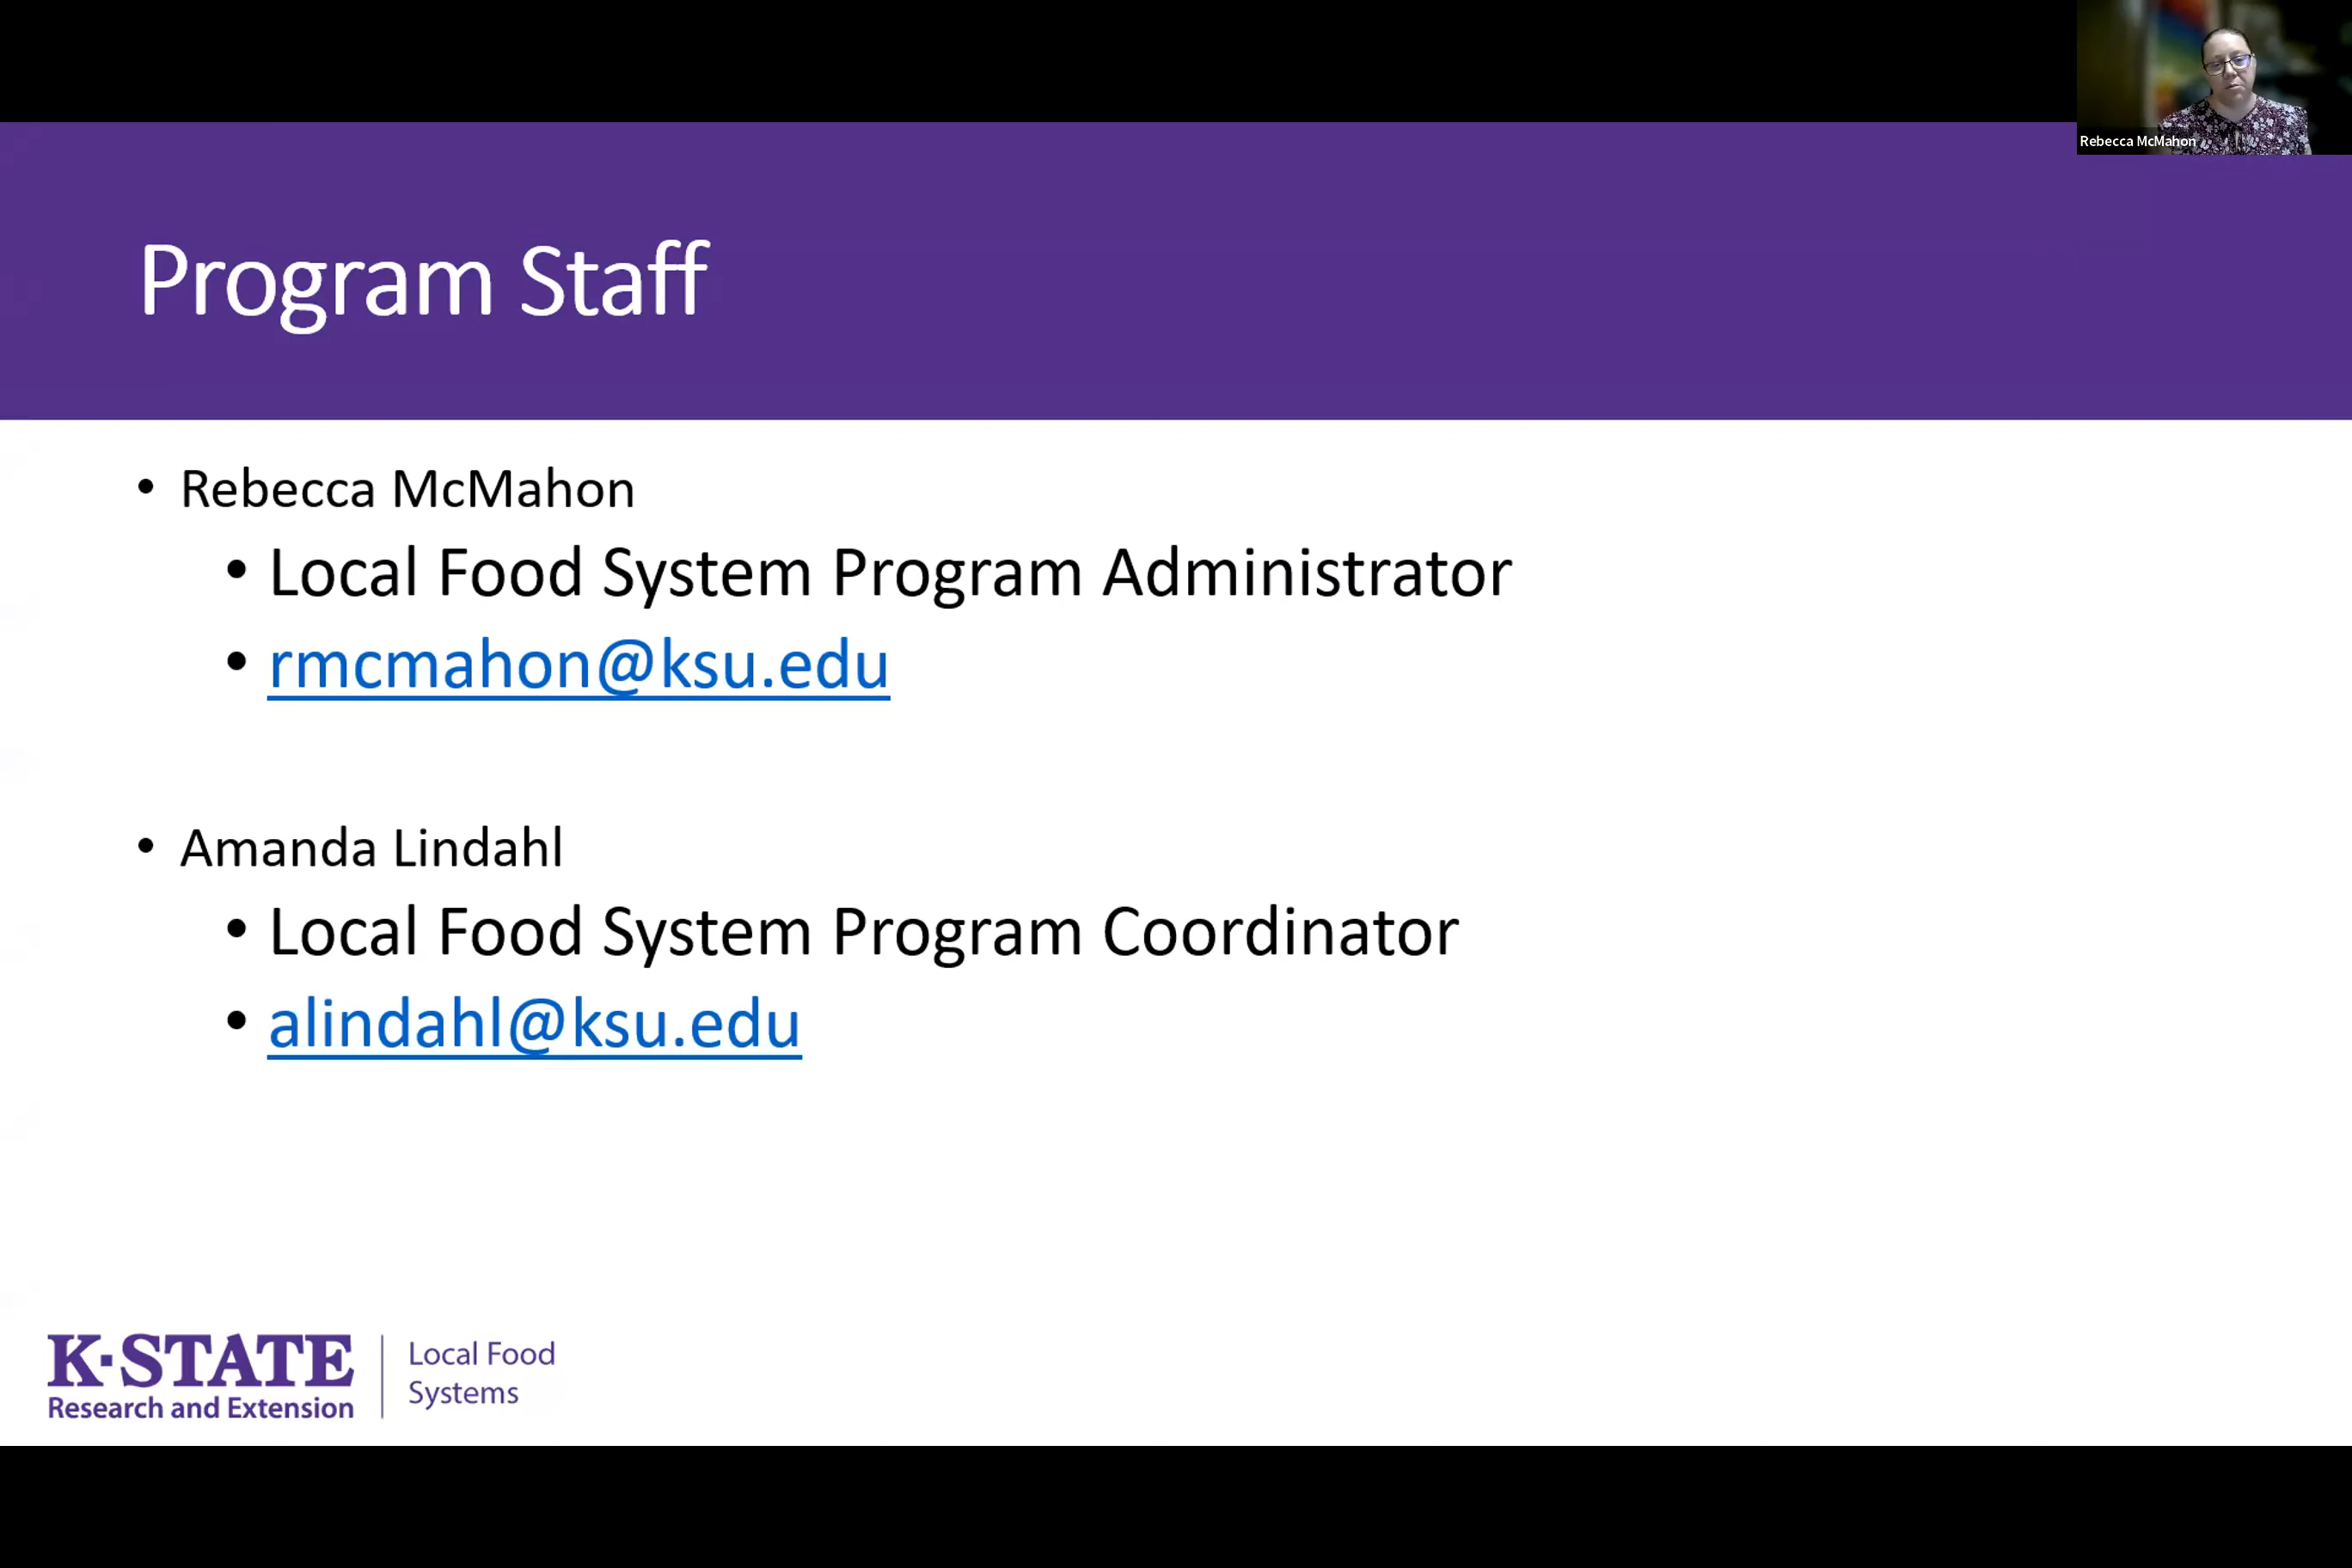 Rebecca McMahon
Program Staff
• Rebecca McMahon
• Local Food System Program Administrator
• rmcmahon@ksu.edu
• Amanda Lindahl
• Local Food System Program Coordinator
• alindahl@ksu.edu
K·STATE
Research and Extension
Local Food
Systems